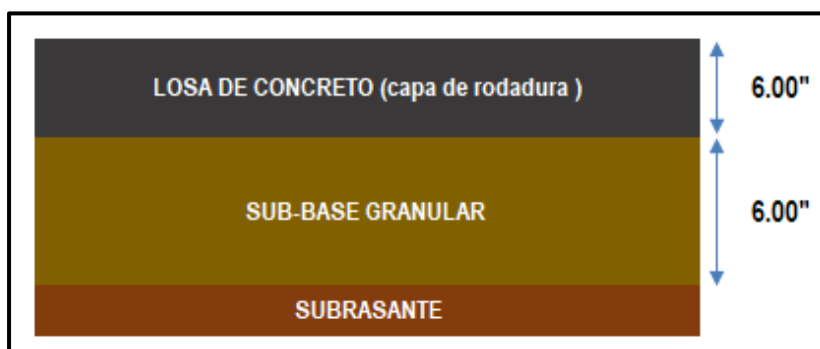 LOSA DE CONCRETO (capa de rodadura )
6.00"
SUB-BASE GRANULAR
6.00"
SUBRASANTE